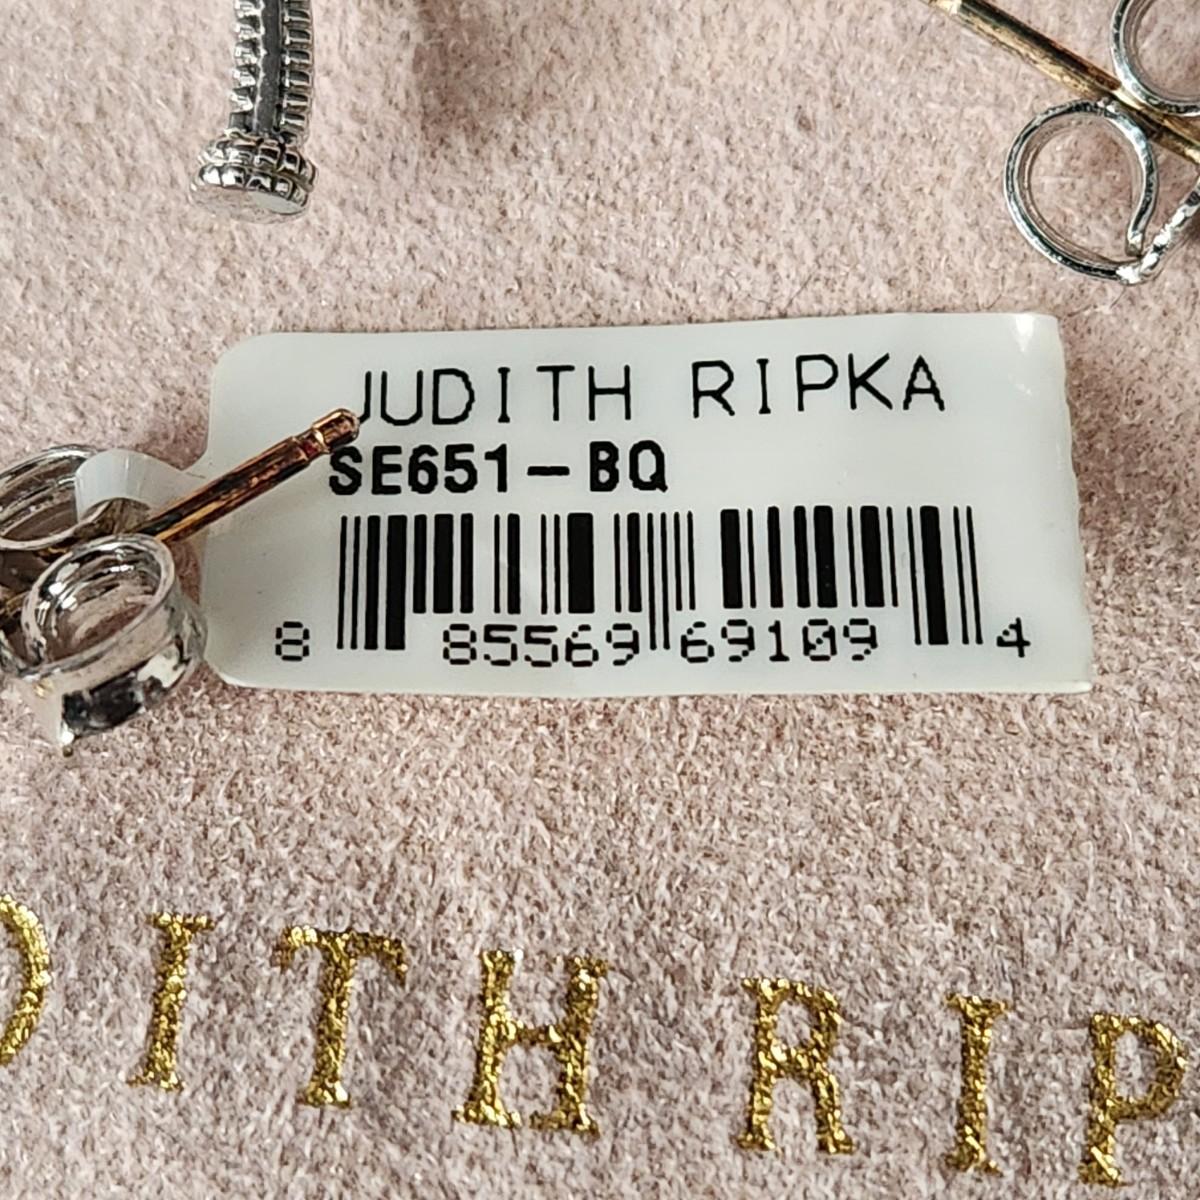 JUDITH RIPKA
SE651-BQ
8 85569 69109 4
DITH RIP